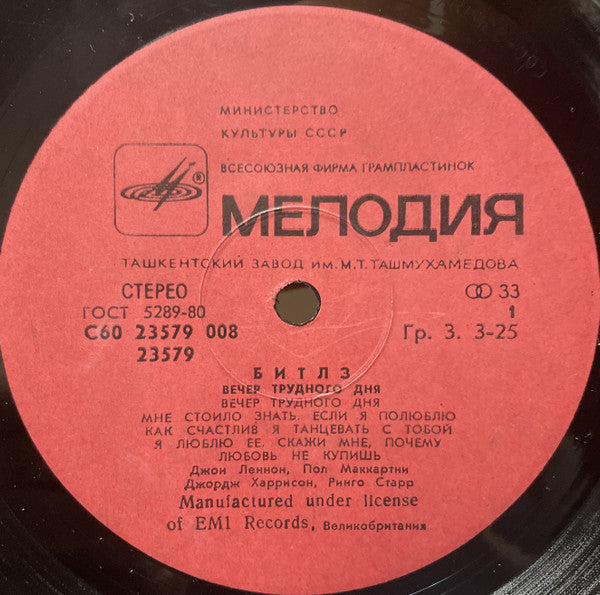 МИНИСТЕРСТВО
КУЛЬТУРЫ СССР
ВСЕСОЮЗНАЯ ФИРМА ГРАМПЛАСТИНОК
®
МЕЛОДИЯ
ТАШКЕНТСКИЙ ЗАВОД ИМ. М.Т. ТАШМУХАМЕДОВА
СТЕРЕО 33
ГОСТ 5289-80 1
С60 23579 008 Гр. 3. 3-25
23579
БИТЛЗ
ВЕЧЕР ТРУДНОГО ДНЯ
ВЕЧЕР ТРУДНОГО ДНЯ
МНЕ СТОИЛО ЗНАТЬ. ЕСЛИ Я ПОЛЮБЛЮ
КАК СЧАСТЛИВ Я ТАНЦЕВАТЬ С ТОБОЙ
Я ЛЮБЛЮ ЕЕ. СКАЖИ МНЕ, ПОЧЕМУ
ЛЮБОВЬ НЕ КУПИШЬ
Джон Леннон, Пол Маккартни
Джордж Харрисон, Ринго Старр
Manufactured under license
of EMI Records, Великобритания